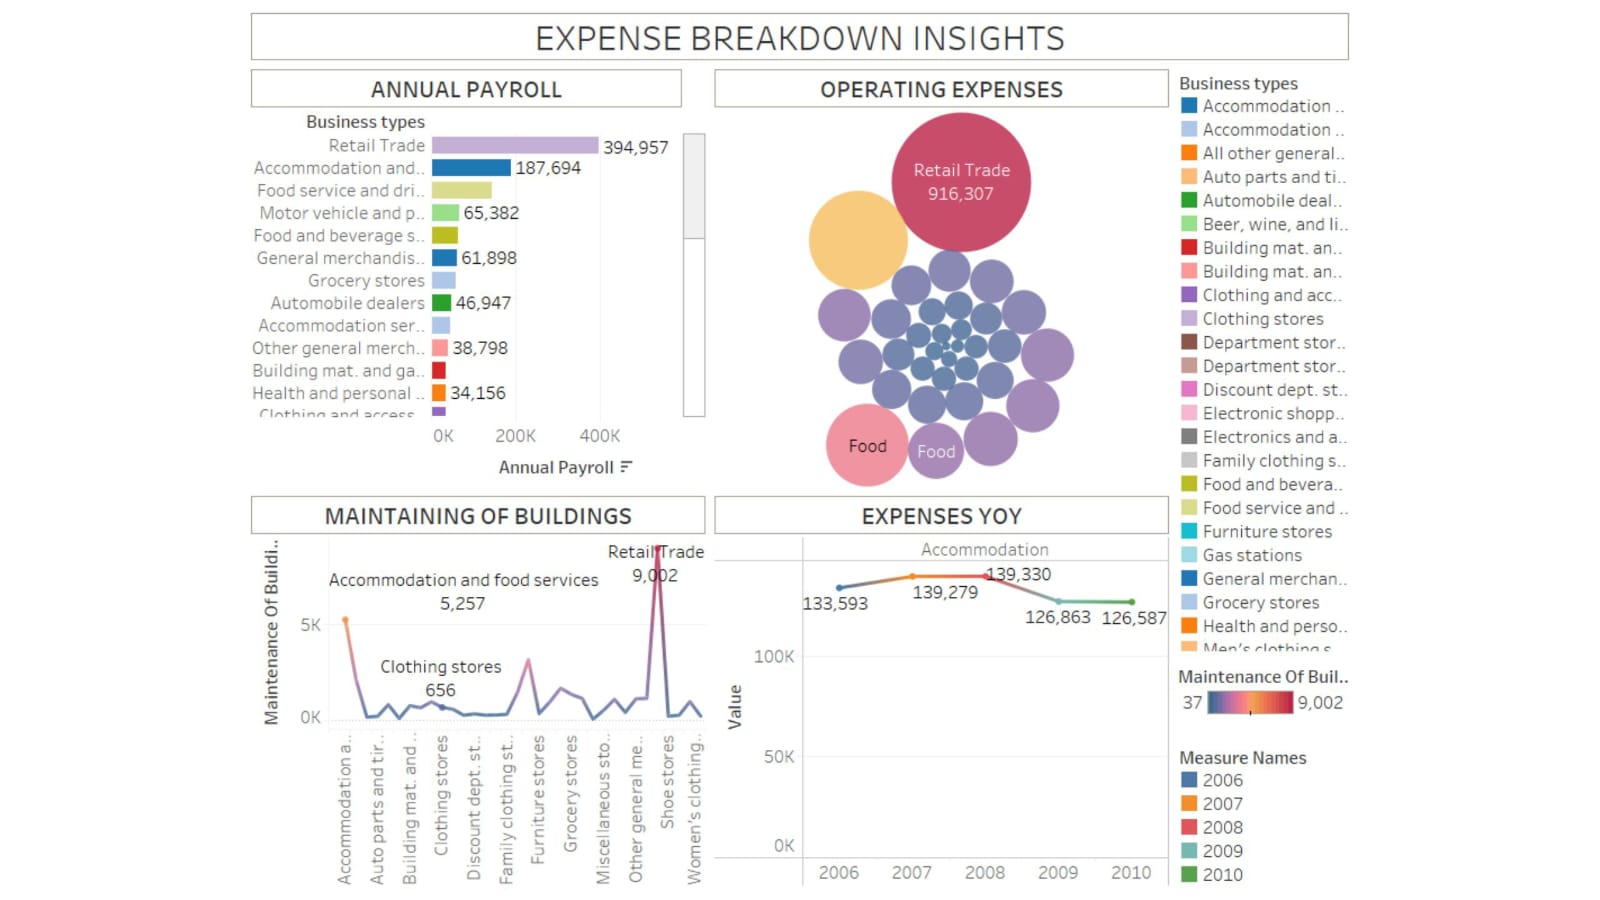 EXPENSE BREAKDOWN INSIGHTS
ANNUAL PAYROLL
Business types
Retail Trade 394,957
Accommodation and.. 187,694
Food service and dri..
Motor vehicle and p.. 65,382
Food and beverage s..
General merchandis.. 61,898
Grocery stores
Automobile dealers 46,947
Accommodation ser..
Other general merch.. 38,798
Building mat. and ga..
Health and personal .. 34,156
Clothing and access..
0K 200K 400K
Annual Payroll
OPERATING EXPENSES
Retail Trade
916,307
Food
Food
MAINTAINING OF BUILDINGS
Maintenance Of Buildi..
Retail Trade
9,002
Accommodation and food services
5,257
Clothing stores
656
5K
0K
Accommodation a..
Auto parts and tir..
Building mat. and ..
Clothing stores
Discount dept. st..
Family clothing st..
Furniture stores
Grocery stores
Miscellaneous sto..
Other general me..
Shoe stores
Women's clothing..
EXPENSES YOY
Accommodation
133,593
139,279
139,330
126,863
126,587
Value
100K
50K
0K
2006 2007 2008 2009 2010
Business types
Accommodation ..
Accommodation ..
All other general..
Auto parts and ti..
Automobile deal..
Beer, wine, and li..
Building mat. an..
Building mat. an..
Clothing and acc..
Clothing stores
Department stor..
Department stor..
Discount dept. st..
Electronic shopp..
Electronics and a..
Family clothing s..
Food and bevera..
Food service and ..
Furniture stores
Gas stations
General merchan..
Grocery stores
Health and perso..
Men's clothing s..
Maintenance Of Buil..
37 9,002
Measure Names
2006
2007
2008
2009
2010